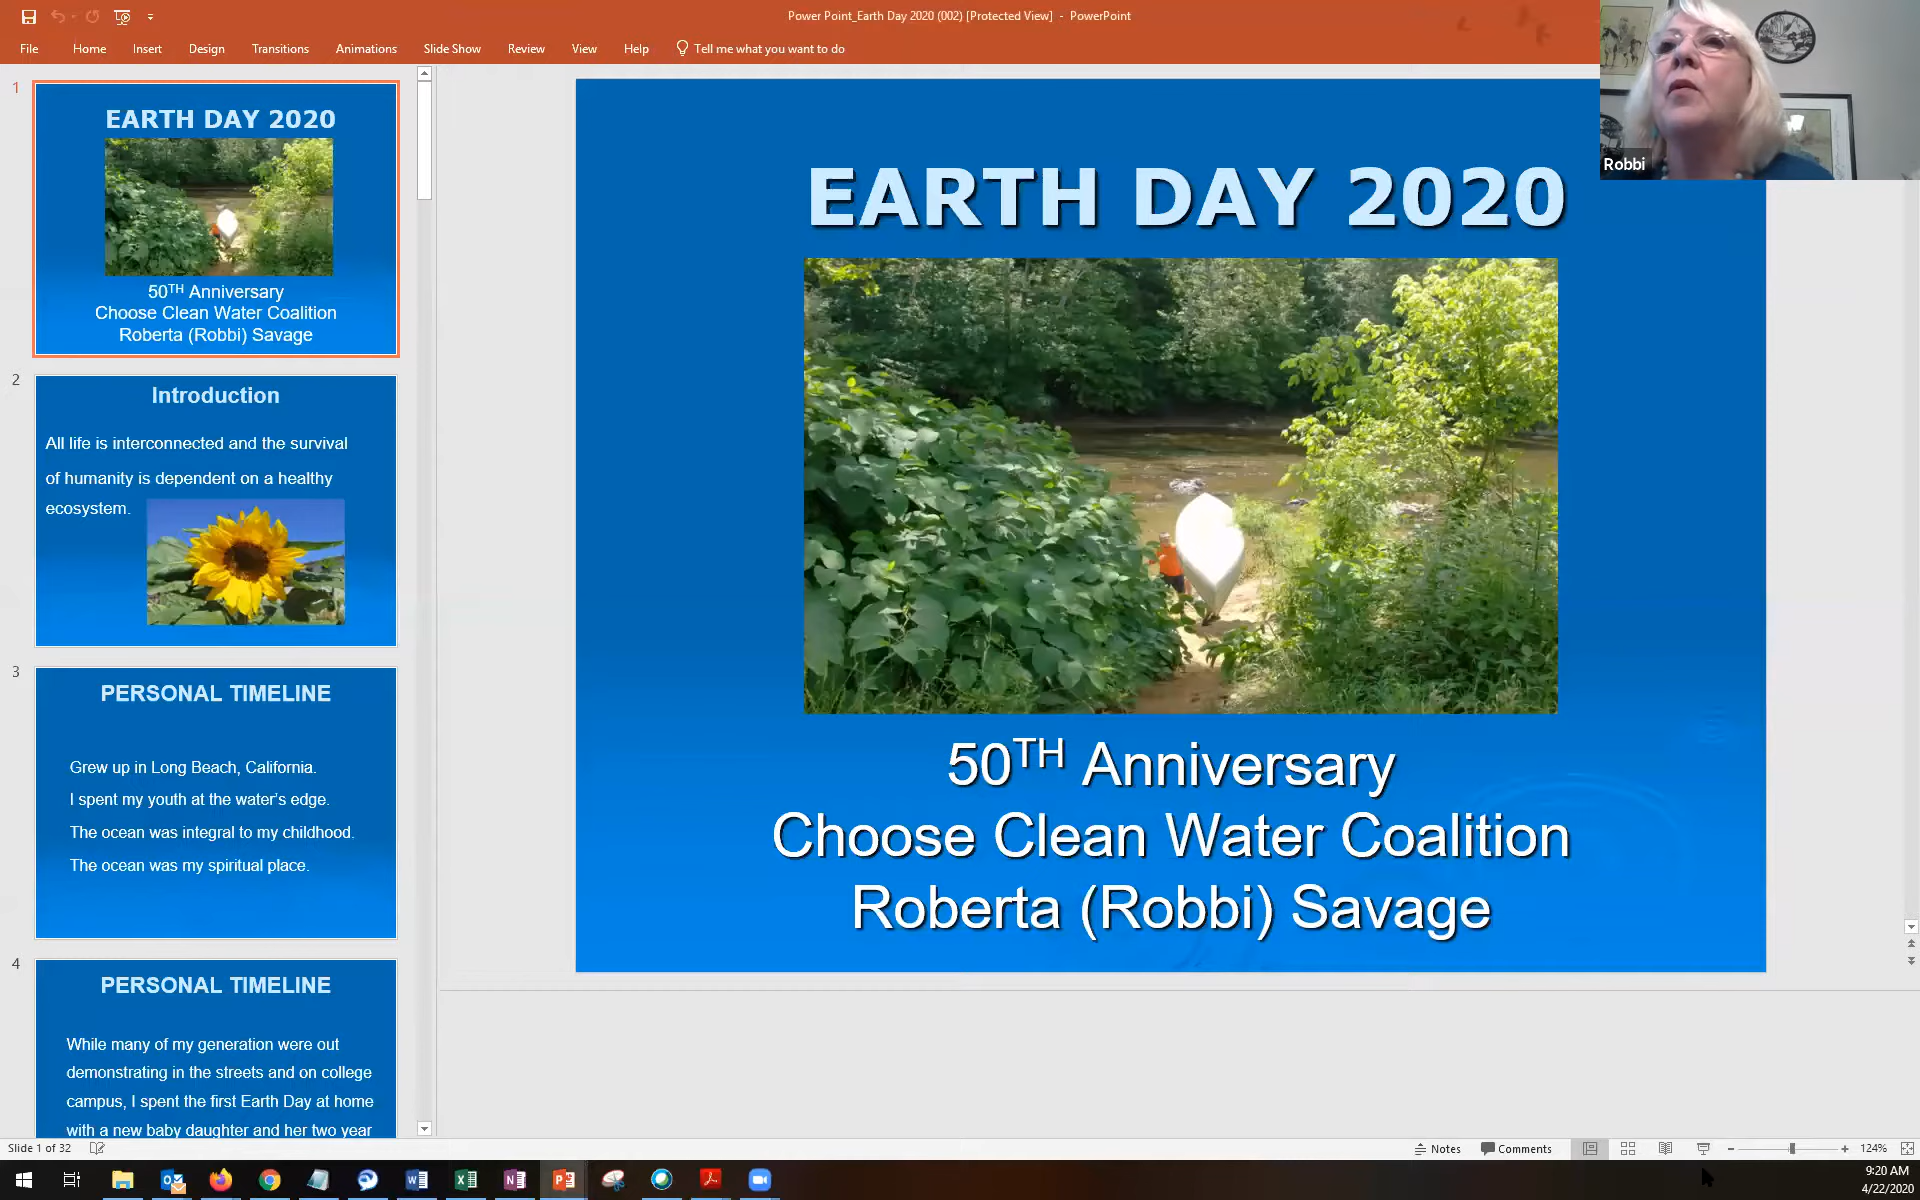 Power Point_Earth Day 2020 (002) [Protected View] - PowerPoint
File Home Insert Design Transitions Animations Slide Show Review View Help Tell me what you want to do
Robbi
1
EARTH DAY 2020
50TH Anniversary
Choose Clean Water Coalition
Roberta (Robbi) Savage
2
Introduction
All life is interconnected and the survival
of humanity is dependent on a healthy
ecosystem.
3
PERSONAL TIMELINE
Grew up in Long Beach, California.
I spent my youth at the water's edge.
The ocean was integral to my childhood.
The ocean was my spiritual place.
4
PERSONAL TIMELINE
While many of my generation were out
demonstrating in the streets and on college
campus, I spent the first Earth Day at home
with a new baby daughter and her two year
EARTH DAY 2020
50TH Anniversary
Choose Clean Water Coalition
Roberta (Robbi) Savage
Slide 1 of 32 Notes Comments 124%
9:20 AM
4/22/2020